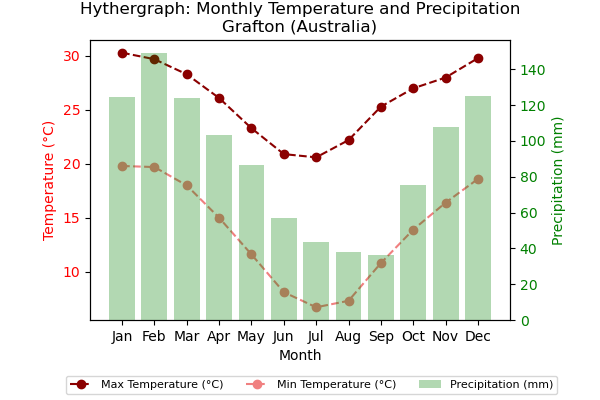 Hythergraph: Monthly Temperature and Precipitation
Grafton (Australia)
Temperature (°C)
30
25
20
15
10
Precipitation (mm)
140
120
100
80
60
40
20
0
Jan Feb Mar Apr May Jun Jul Aug Sep Oct Nov Dec
Month
Max Temperature (°C) Min Temperature (°C) Precipitation (mm)